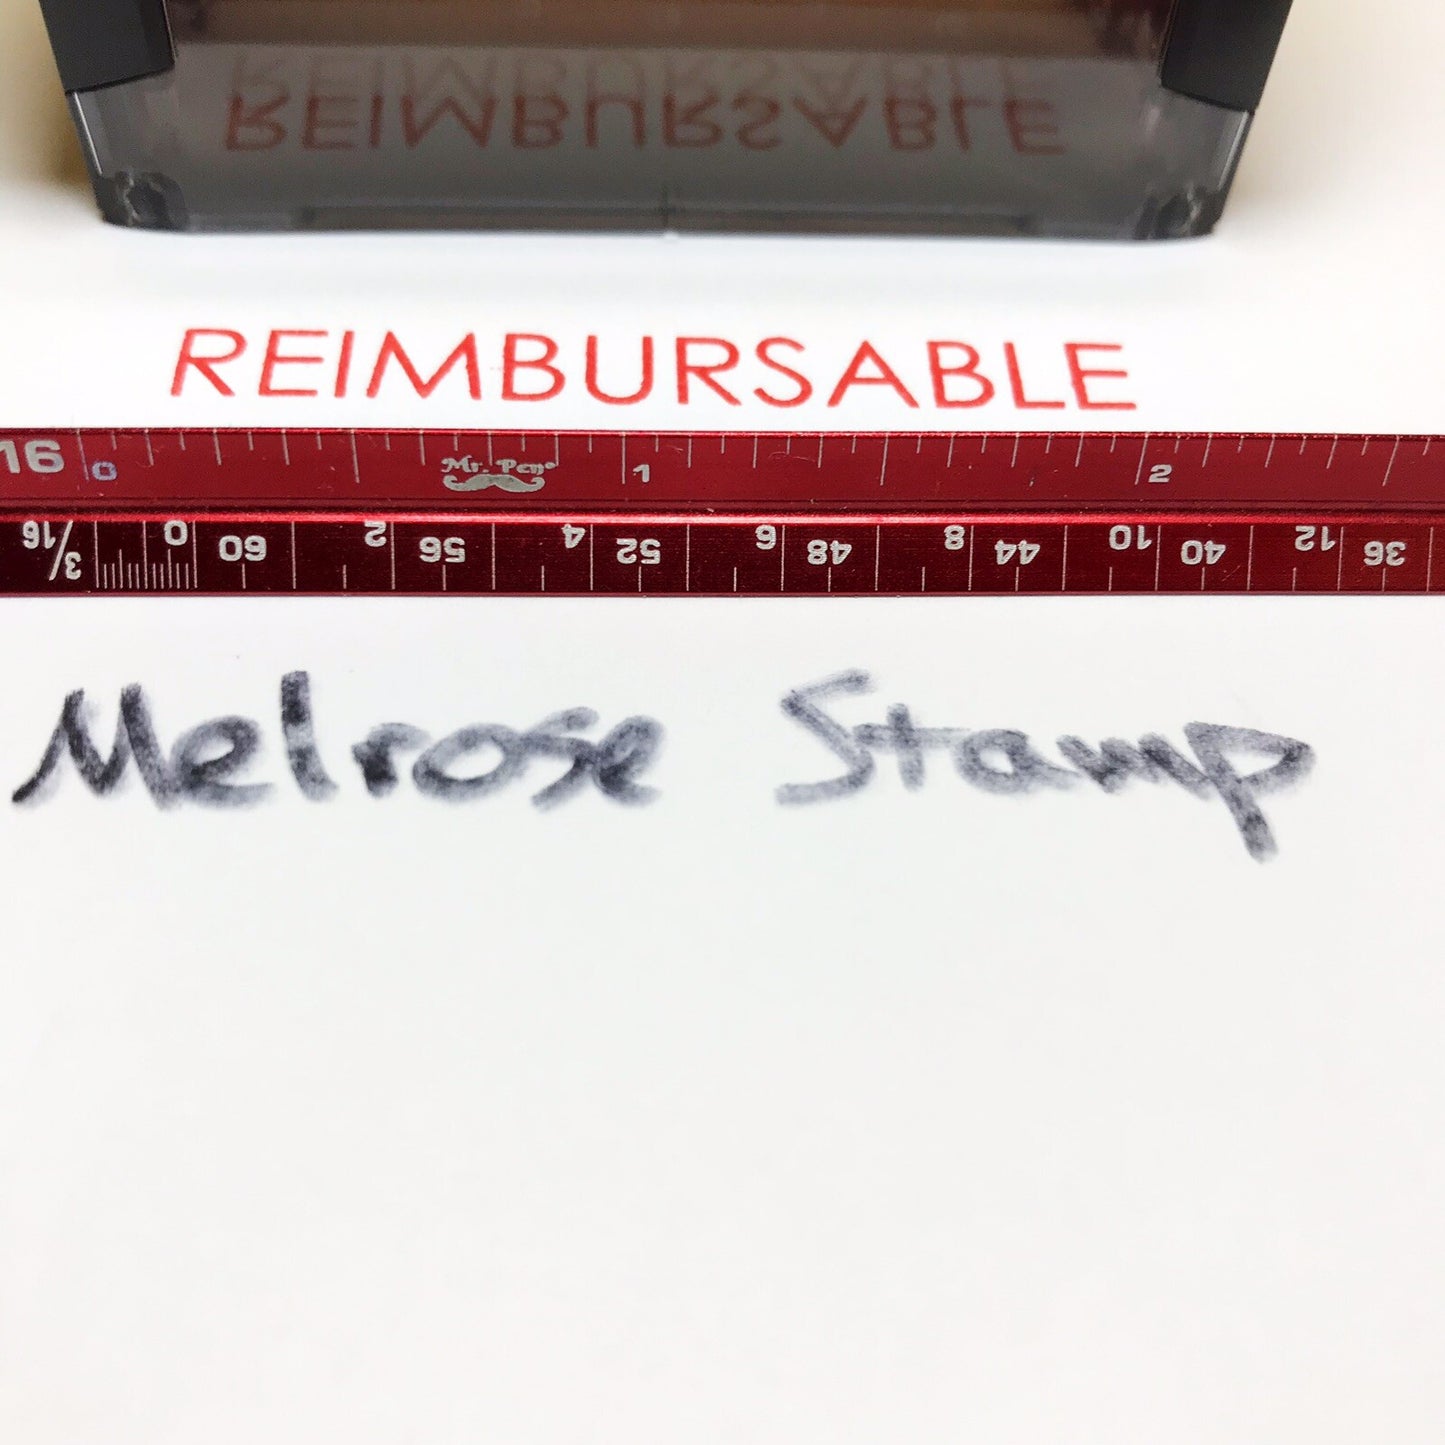 REIMBURSABLE
REIMBURSABLE
16 0 Mr. Pen® 1 2
3/16 0 60 2 56 4 52 6 48 8 44 10 40 12 36
Melrose Stamp